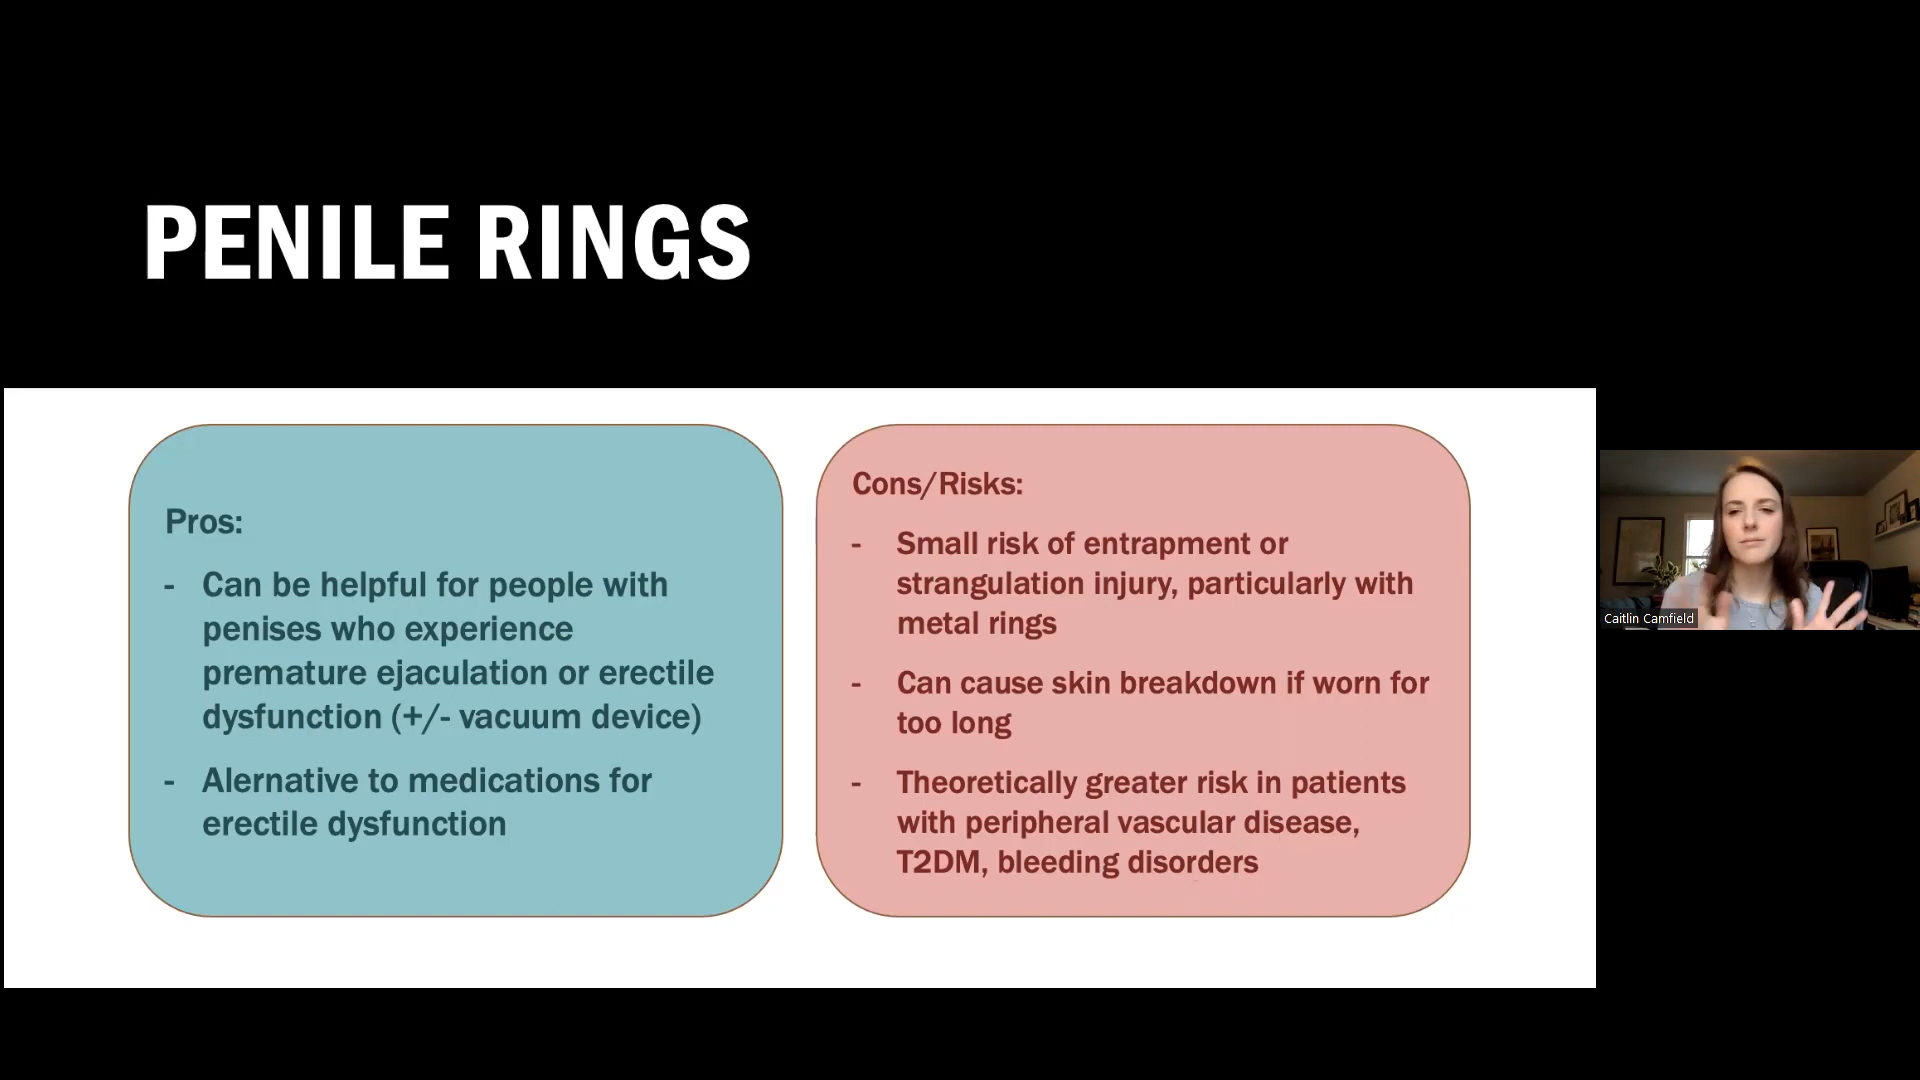 PENILE RINGS
Pros:
- Can be helpful for people with
penises who experience
premature ejaculation or erectile
dysfunction (+/- vacuum device)
- Alernative to medications for
erectile dysfunction
Cons/Risks:
- Small risk of entrapment or
strangulation injury, particularly with
metal rings
- Can cause skin breakdown if worn for
too long
- Theoretically greater risk in patients
with peripheral vascular disease,
T2DM, bleeding disorders
Caitlin Camfield